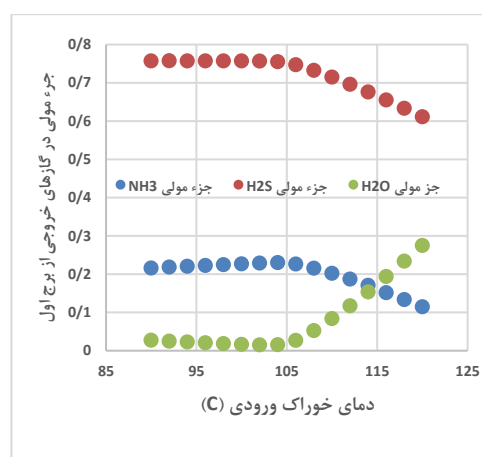 جزء مولی در گازهای خروجی از برج اول
0/8
0/7
0/6
0/5
0/4
0/3
0/2
0/1
0
جزء مولی NH3
جزء مولی H2S
جز مولی H2O
85
95
105
115
125
دمای خوراک ورودی (C)